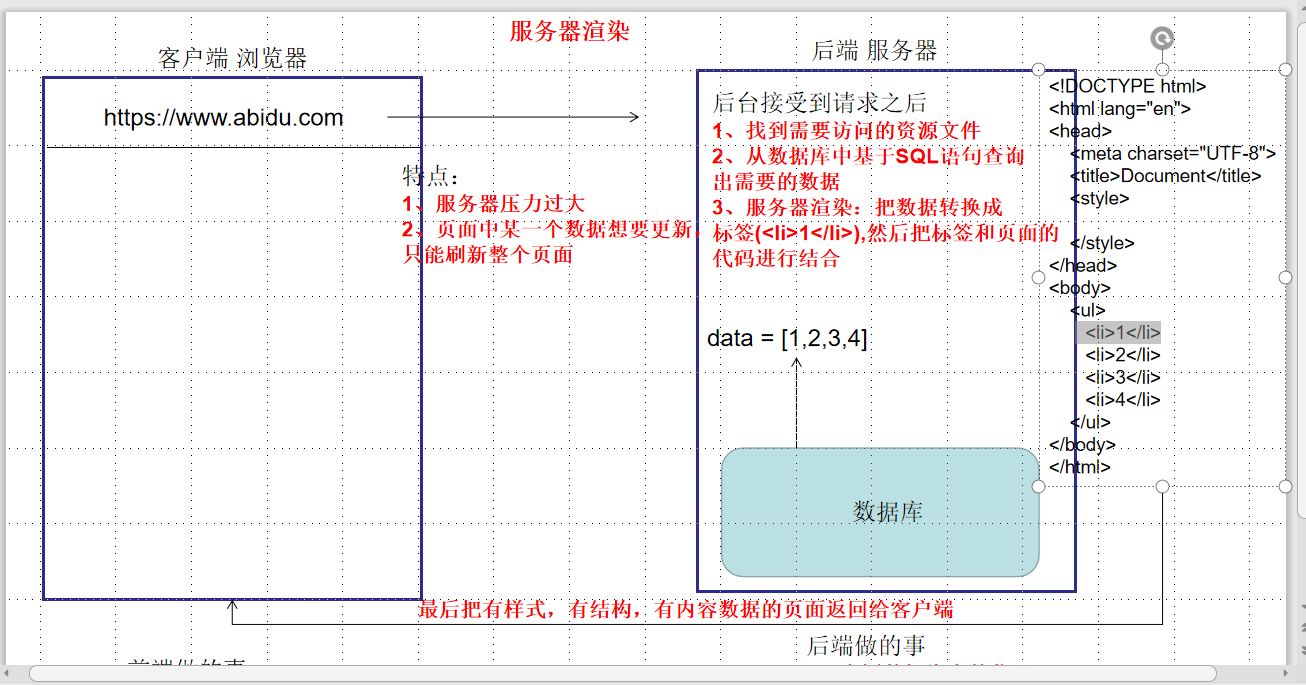 服务器渲染
客户端 浏览器
后端 服务器
https://www.abidu.com
特点：
1、服务器压力过大
2、页面中某一个数据想要更新，
只能刷新整个页面
后台接受到请求之后
1、找到需要访问的资源文件
2、从数据库中基于SQL语句查询
出需要的数据
3、服务器渲染：把数据转换成
标签(<li>1</li>),然后把标签和页面的
代码进行结合
data = [1,2,3,4]
数据库
<!DOCTYPE html>
<html lang="en">
<head>
<meta charset="UTF-8">
<title>Document</title>
<style>
</style>
</head>
<body>
<ul>
<li>1</li>
<li>2</li>
<li>3</li>
<li>4</li>
</ul>
</body>
</html>
最后把有样式，有结构，有内容数据的页面返回给客户端
后端做的事
前端做的事